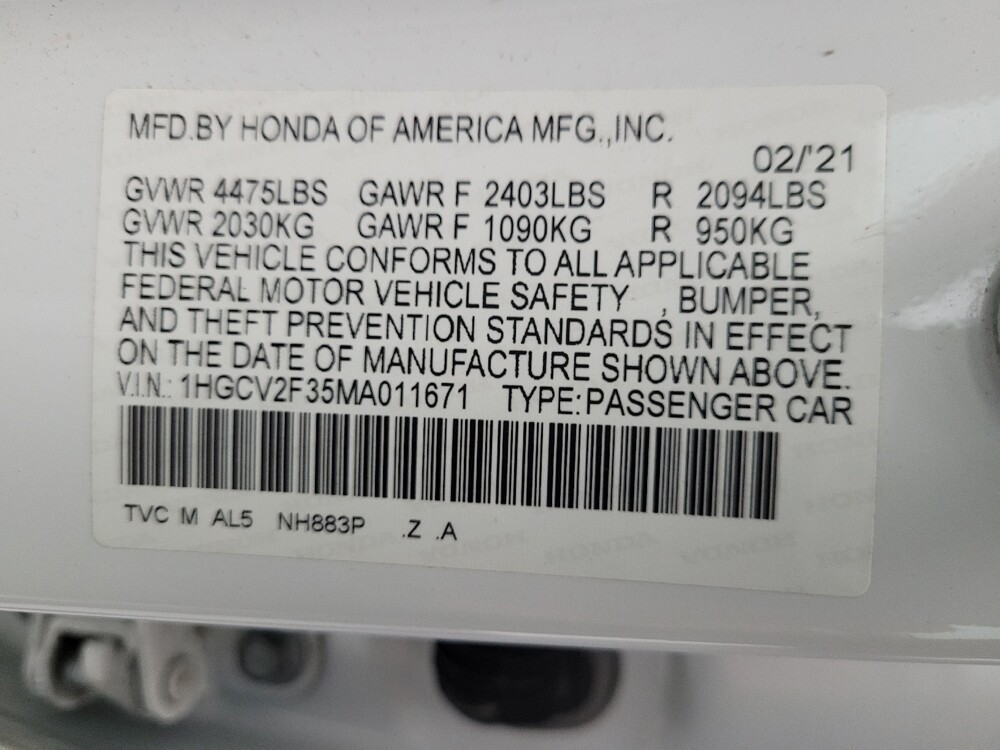 MFD.BY HONDA OF AMERICA MFG.,INC.
02/'21
GVWR 4475LBS GAWR F 2403LBS R 2094LBS
GVWR 2030KG GAWR F 1090KG R 950KG
THIS VEHICLE CONFORMS TO ALL APPLICABLE
FEDERAL MOTOR VEHICLE SAFETY , BUMPER,
AND THEFT PREVENTION STANDARDS IN EFFECT
ON THE DATE OF MANUFACTURE SHOWN ABOVE.
V.I.N.: 1HGCV2F35MA011671 TYPE:PASSENGER CAR
TVC M AL5 NH883P .Z .A